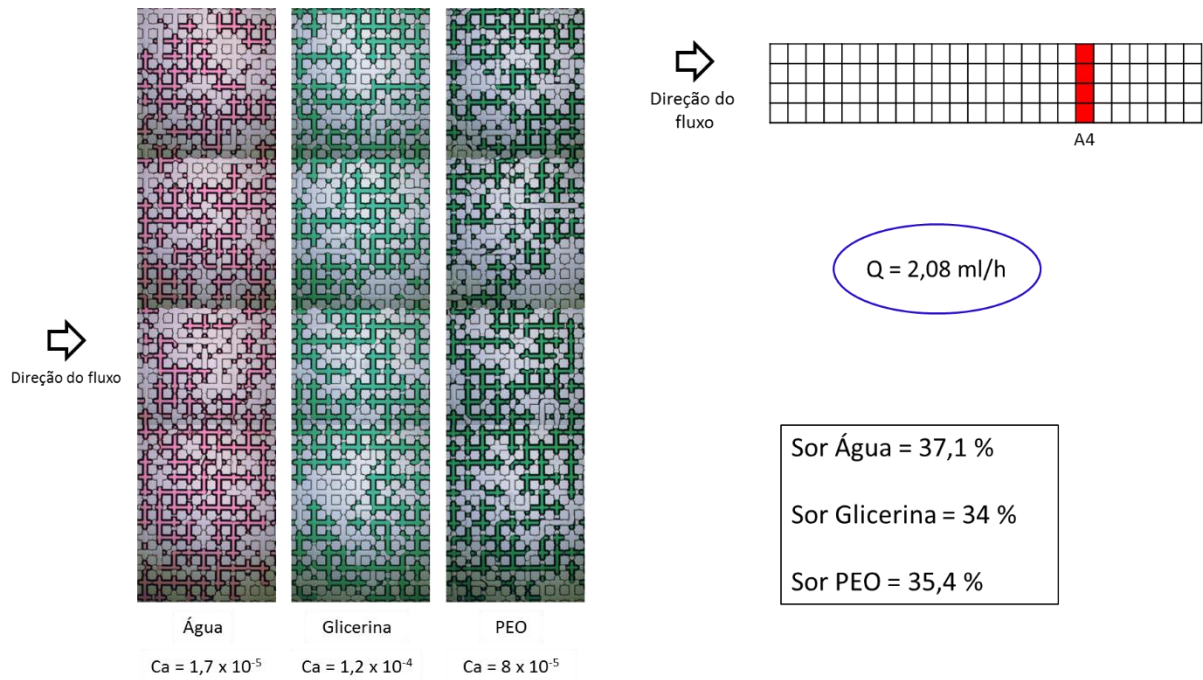 Direção do fluxo
Água
Glicerina
PEO
Ca = 1,7 x 10⁻⁵
Ca = 1,2 x 10⁻⁴
Ca = 8 x 10⁻⁵
Direção do
fluxo
A4
Q = 2,08 ml/h
Sor Água = 37,1 %
Sor Glicerina = 34 %
Sor PEO = 35,4 %